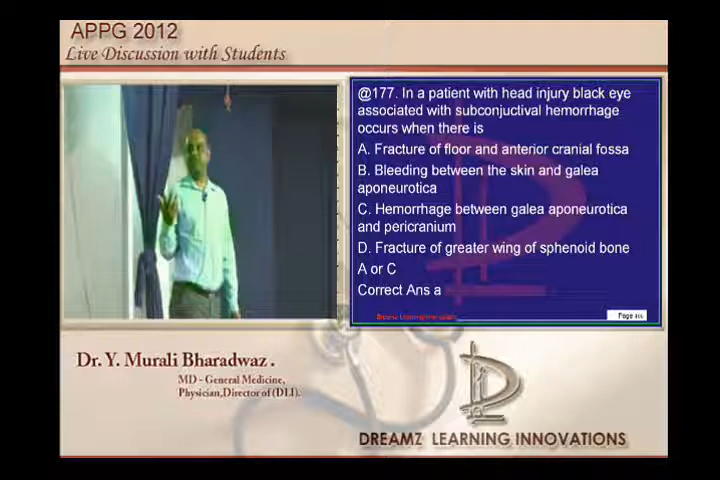 APPG 2012
Live Discussion with Students
@177. In a patient with head injury black eye
associated with subconjuctival hemorrhage
occurs when there is
A. Fracture of floor and anterior cranial fossa
B. Bleeding between the skin and galea
aponeurotica
C. Hemorrhage between galea aponeurotica
and pericranium
D. Fracture of greater wing of sphenoid bone
A or C
Correct Ans a
Page
Dr. Y. Murali Bharadwaz .
MD - General Medicine,
Physician,Director of (DLI).
DREAMZ LEARNING INNOVATIONS